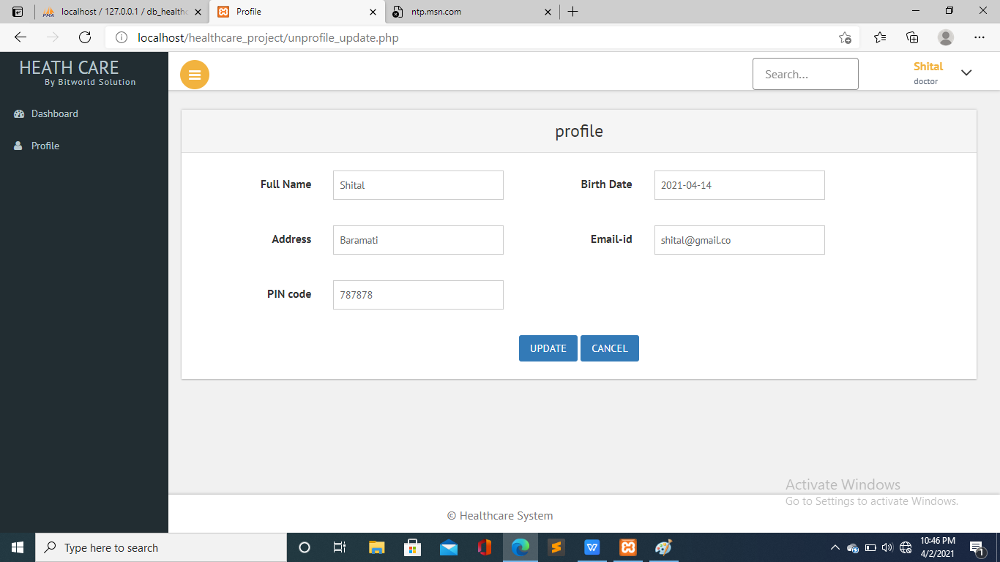 localhost / 127.0.0.1 / db_healthc
Profile
ntp.msn.com
localhost/healthcare_project/unprofile_update.php
HEATH CARE
By Bitworld Solution
Search...
Shital
doctor
Dashboard
Profile
profile
Full Name
Shital
Birth Date
2021-04-14
Address
Baramati
Email-id
shital@gmail.co
PIN code
787878
UPDATE
CANCEL
Activate Windows
Go to Settings to activate Windows.
© Healthcare System
Type here to search
10:46 PM
4/2/2021
1